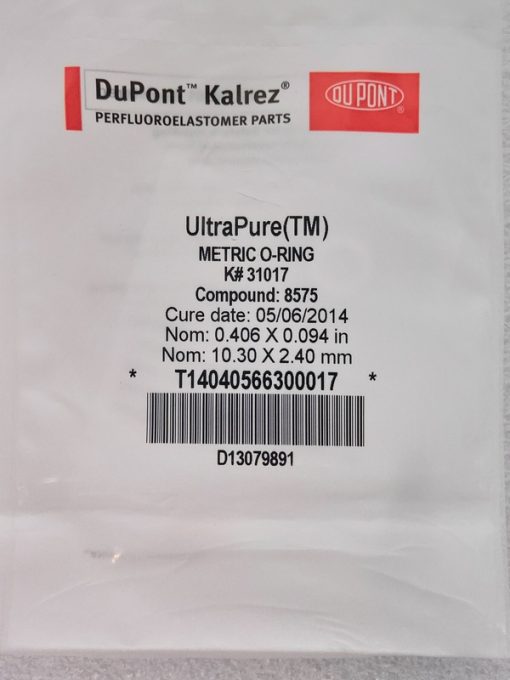 DuPont™ Kalrez®
PERFLUOROELASTOMER PARTS
DU PONT®
UltraPure(TM)
METRIC O-RING
K# 31017
Compound: 8575
Cure date: 05/06/2014
Nom: 0.406 X 0.094 in
Nom: 10.30 X 2.40 mm
* T14040566300017 *
D13079891